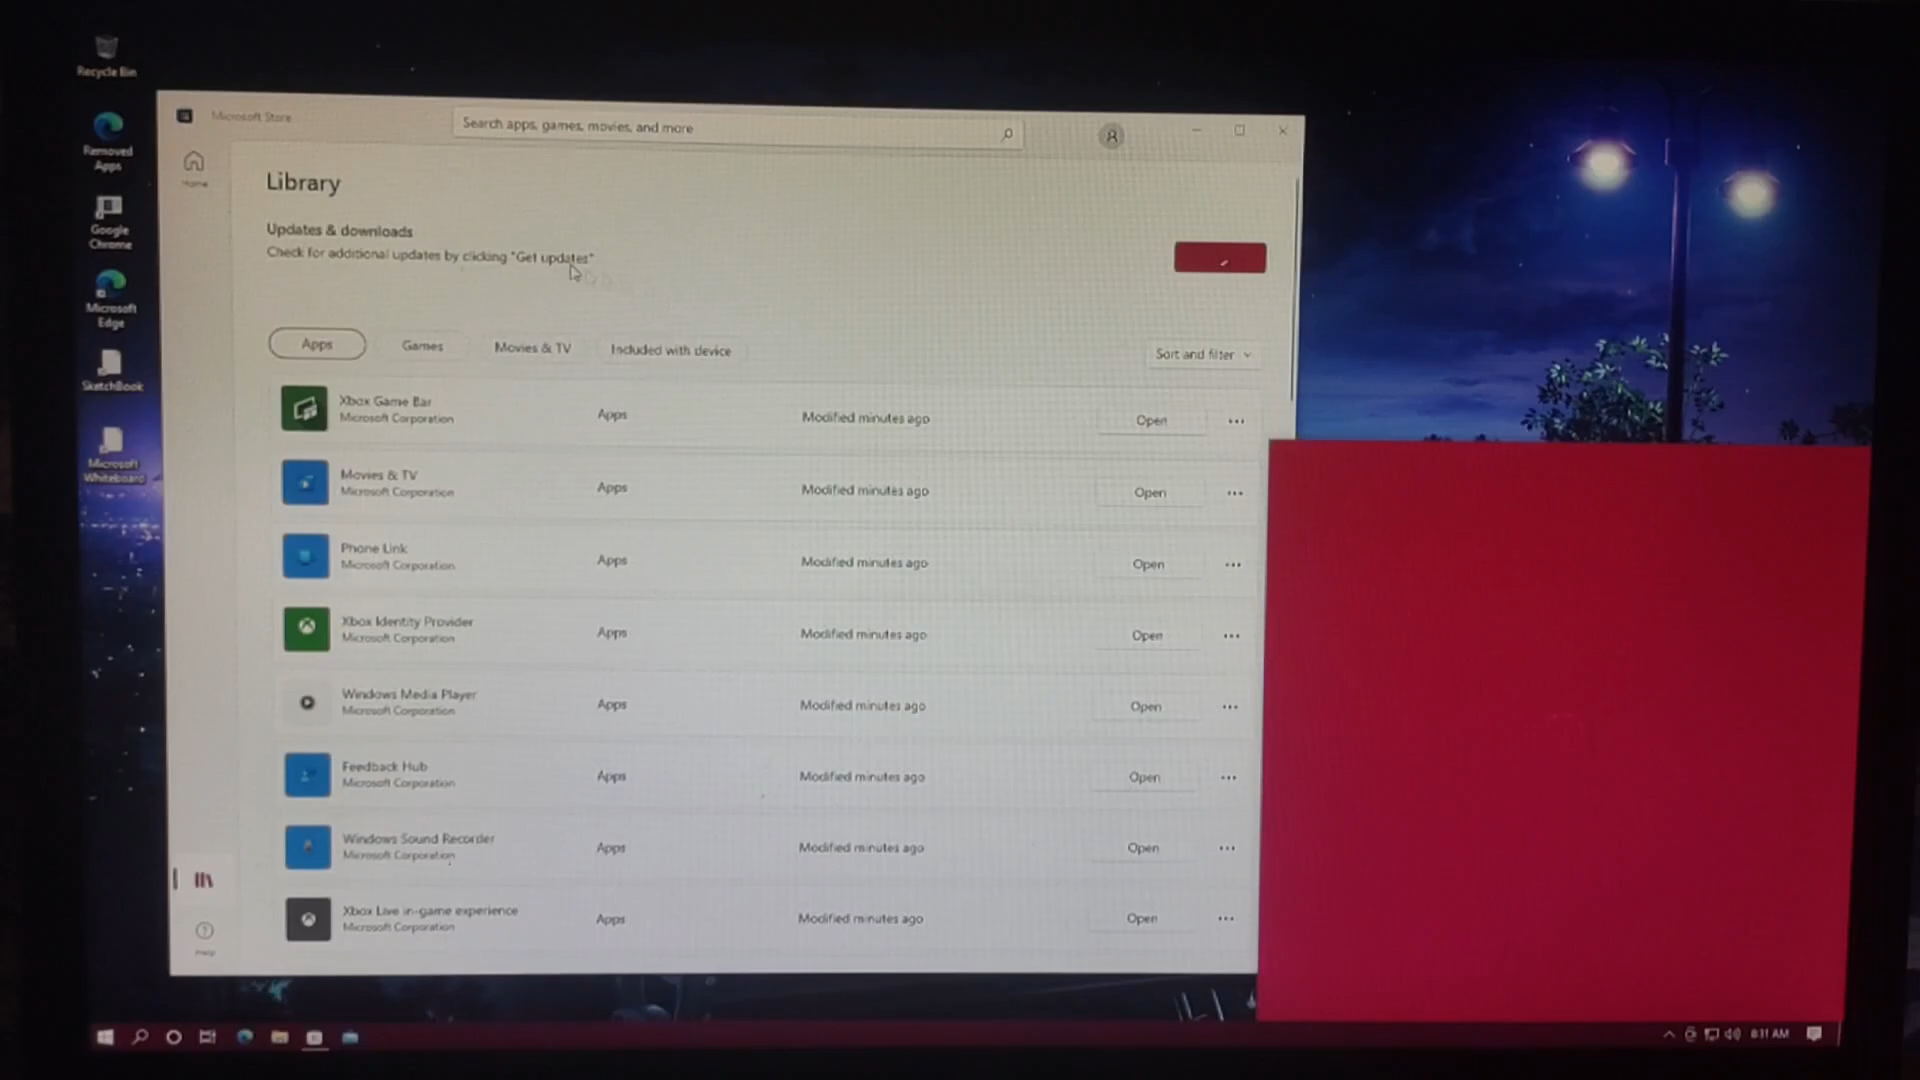 Recycle Bin
Removed
Apps
Google
Chrome
Microsoft
Edge
SketchBook
Microsoft
Whiteboard
Microsoft Store
Search apps, games, movies, and more
Home
Library
Updates & downloads
Check for additional updates by clicking "Get updates"
Apps
Games
Movies & TV
Included with device
Sort and filter
Xbox Game Bar
Microsoft Corporation
Apps
Modified minutes ago
Open
Movies & TV
Microsoft Corporation
Apps
Modified minutes ago
Open
Phone Link
Microsoft Corporation
Apps
Modified minutes ago
Open
Xbox Identity Provider
Microsoft Corporation
Apps
Modified minutes ago
Open
Windows Media Player
Microsoft Corporation
Apps
Modified minutes ago
Open
Feedback Hub
Microsoft Corporation
Apps
Modified minutes ago
Open
Windows Sound Recorder
Microsoft Corporation
Apps
Modified minutes ago
Open
Xbox Live in-game experience
Microsoft Corporation
Apps
Modified minutes ago
Open
Help
8:31 AM